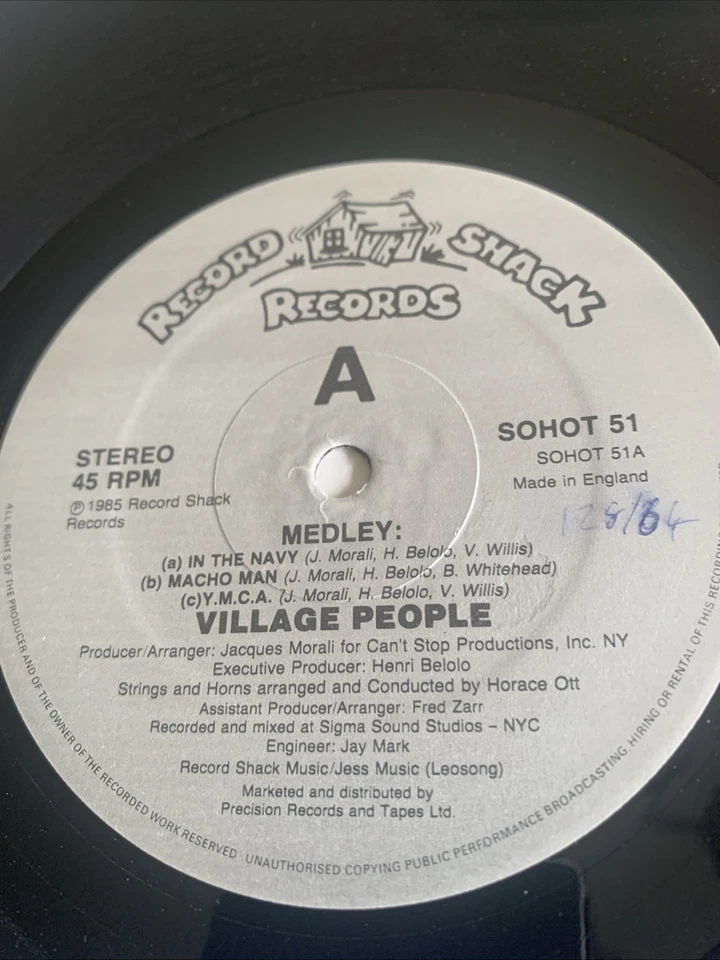 RECORD SHACK
RECORDS
A
STEREO
45 RPM
Ⓟ1985 Record Shack
Records
SOHOT 51
SOHOT 51A
Made in England
128/64
MEDLEY:
(a) IN THE NAVY (J. Morali, H. Belolo, V. Willis)
(b) MACHO MAN (J. Morali, H. Belolo, B. Whitehead)
(c)Y.M.C.A. (J. Morali, H. Belolo, V. Willis)
VILLAGE PEOPLE
Producer/Arranger: Jacques Morali for Can't Stop Productions, Inc. NY
Executive Producer: Henri Belolo
Strings and Horns arranged and Conducted by Horace Ott
Assistant Producer/Arranger: Fred Zarr
Recorded and mixed at Sigma Sound Studios – NYC
Engineer: Jay Mark
Record Shack Music/Jess Music (Leosong)
Marketed and distributed by
Precision Records and Tapes Ltd.
ALL RIGHTS OF THE PRODUCER AND OF THE OWNER OF THE RECORDED WORK RESERVED · UNAUTHORISED COPYING PUBLIC PERFORMANCE BROADCASTING, HIRING OR RENTAL OF THIS RECORDING